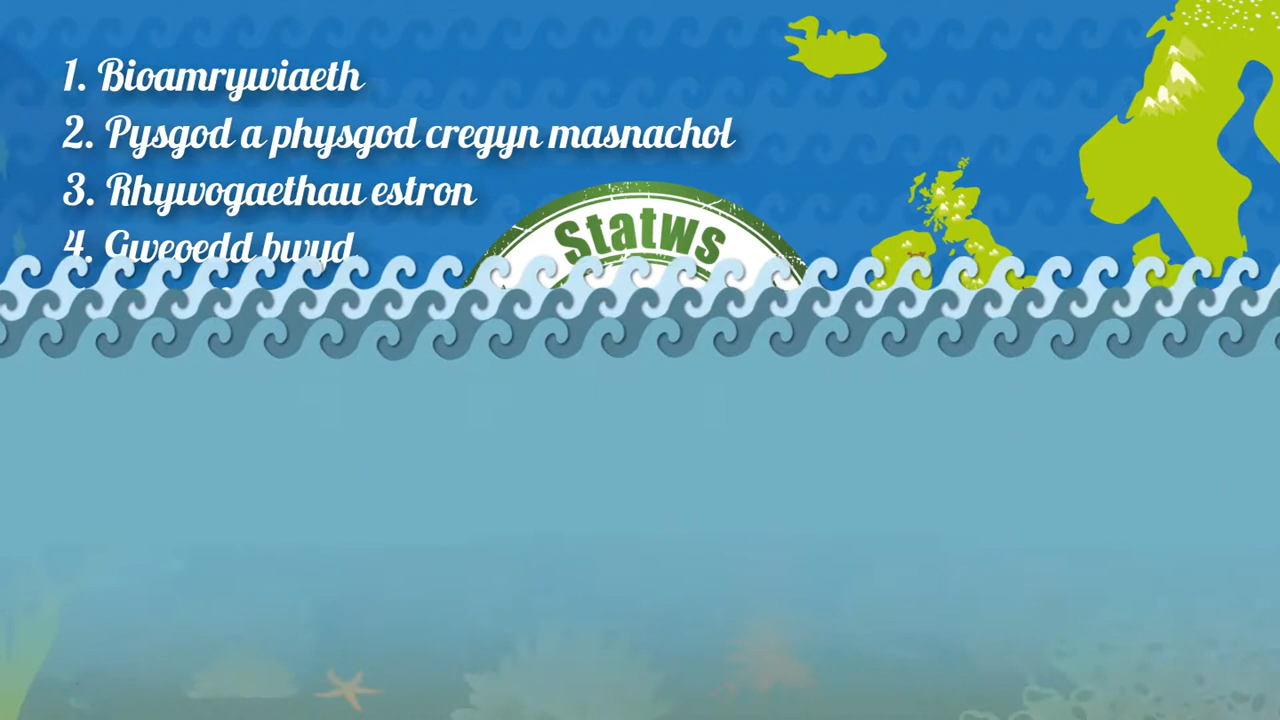 1. Bioamrywiaeth
2. Pysgod a physgod cregyn masnachol
3. Rhywogaethau estron
4. Gweoedd bwyd
Statws